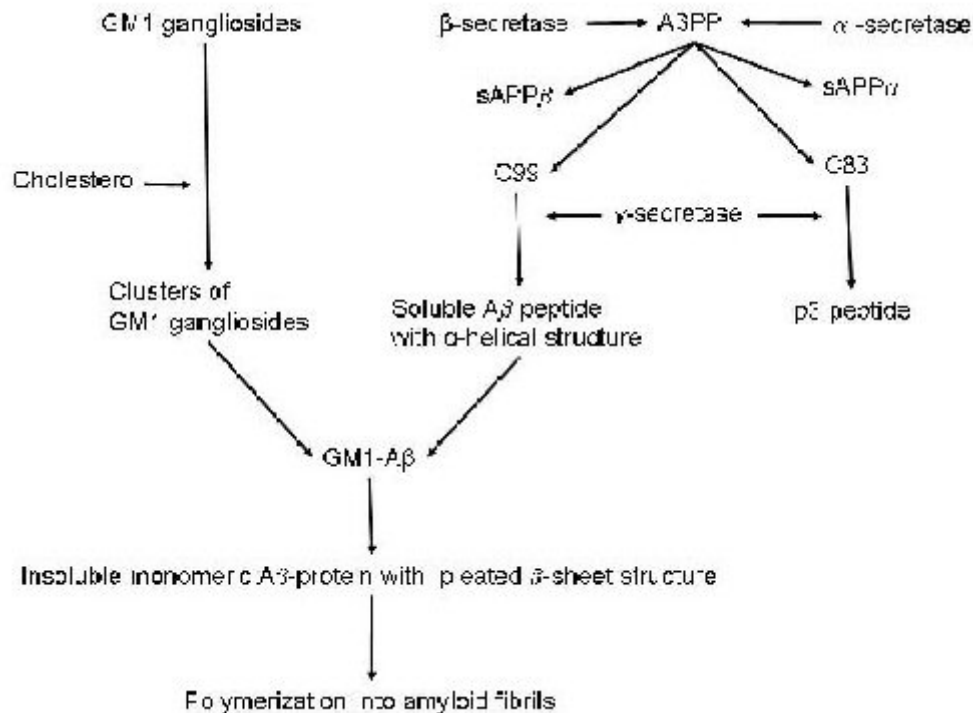 GM1 gangliosides
β-secretase
AβPP
α-secretase
sAPPβ
sAPPα
Cholestero
C99
C83
γ-secretase
Clusters of
GM1 gangliosides
Soluble Aβ peptide
with α-helical structure
p3 peptide
GM1-Aβ
Insoluble monomeric Aβ-protein with pleated β-sheet structure
Polymerization into amyloid fibrils